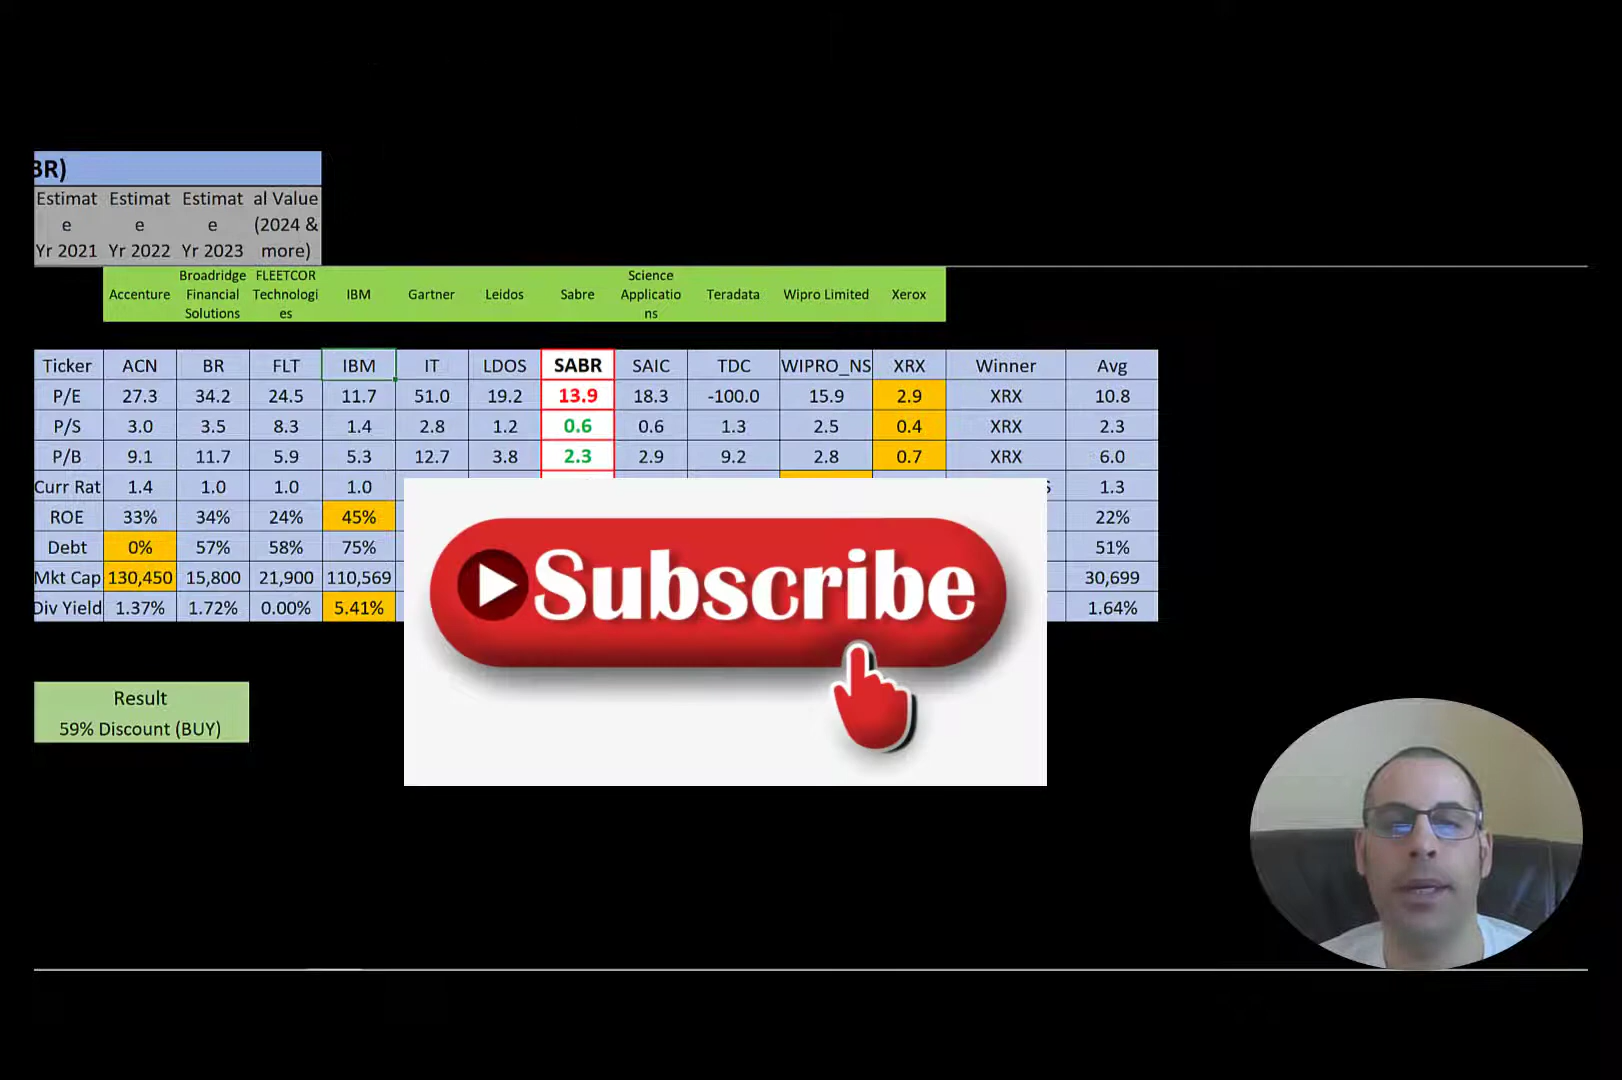 BR)
Estimat Estimat Estimat al Value
e e e (2024 &
Yr 2021 Yr 2022 Yr 2023 more)
Accenture
Broadridge
Financial
Solutions
FLEETCOR
Technologi
es
IBM
Gartner
Leidos
Sabre
Science
Applicatio
ns
Teradata
Wipro Limited
Xerox
Ticker ACN BR FLT IBM IT LDOS SABR SAIC TDC WIPRO_NS XRX Winner Avg
P/E 27.3 34.2 24.5 11.7 51.0 19.2 13.9 18.3 -100.0 15.9 2.9 XRX 10.8
P/S 3.0 3.5 8.3 1.4 2.8 1.2 0.6 0.6 1.3 2.5 0.4 XRX 2.3
P/B 9.1 11.7 5.9 5.3 12.7 3.8 2.3 2.9 9.2 2.8 0.7 XRX 6.0
Curr Rat 1.4 1.0 1.0 1.0 1.3
ROE 33% 34% 24% 45% 22%
Debt 0% 57% 58% 75% 51%
Mkt Cap 130,450 15,800 21,900 110,569 30,699
Div Yield 1.37% 1.72% 0.00% 5.41% 1.64%
Subscribe
Result
59% Discount (BUY)